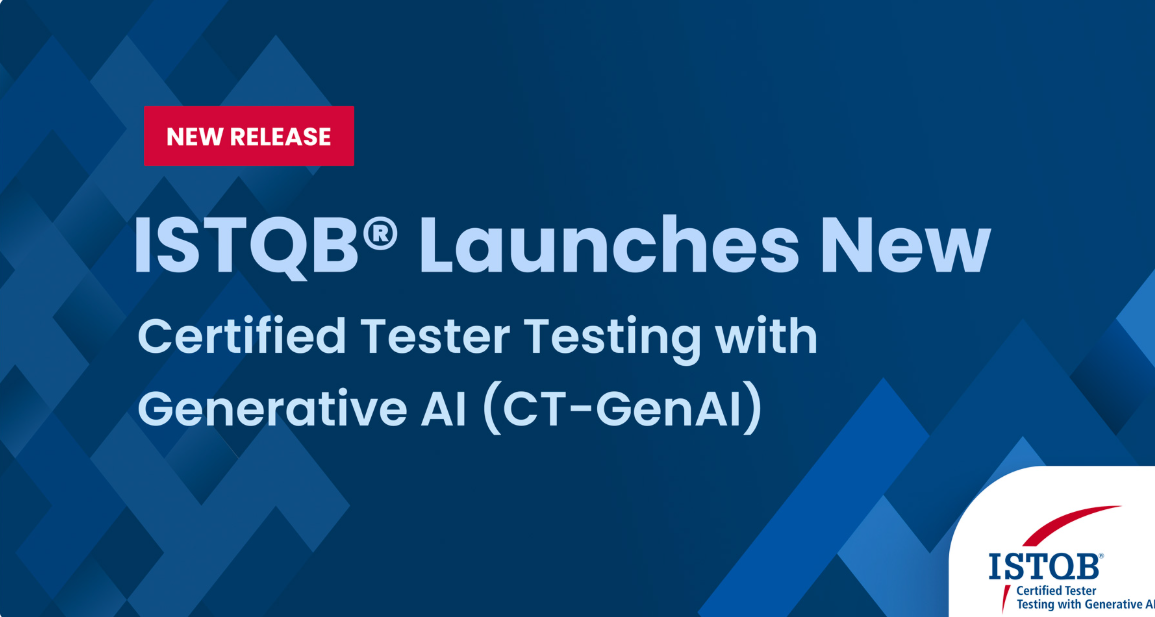 NEW RELEASE
ISTQB® Launches New
Certified Tester Testing with
Generative AI (CT-GenAI)
ISTQB®
Certified Tester
Testing with Generative AI